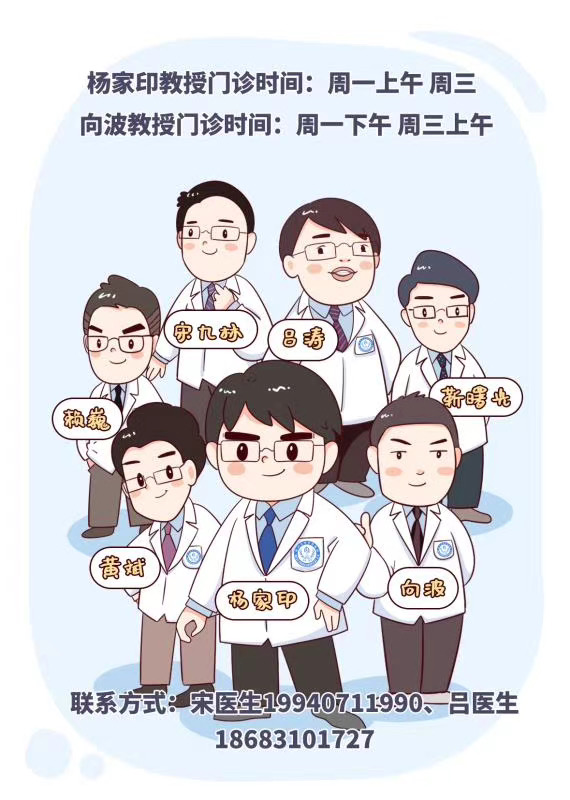 杨家印教授门诊时间：周一上午 周三
向波教授门诊时间：周一下午 周三上午
宋九林
吕涛
赖巍
靳曙光
黄斌
杨家印
向波
联系方式：宋医生19940711990、吕医生
18683101727